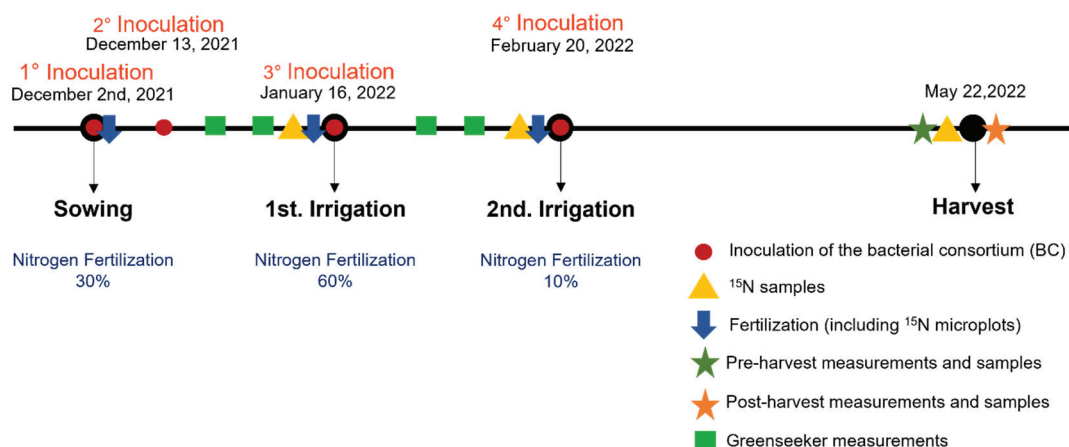 2° Inoculation
December 13, 2021
4° Inoculation
February 20, 2022
1° Inoculation
December 2nd, 2021
3° Inoculation
January 16, 2022
May 22,2022
Sowing
1st. Irrigation
2nd. Irrigation
Harvest
Nitrogen Fertilization
30%
Nitrogen Fertilization
60%
Nitrogen Fertilization
10%
Inoculation of the bacterial consortium (BC)
¹⁵N samples
Fertilization (including ¹⁵N microplots)
Pre-harvest measurements and samples
Post-harvest measurements and samples
Greenseeker measurements